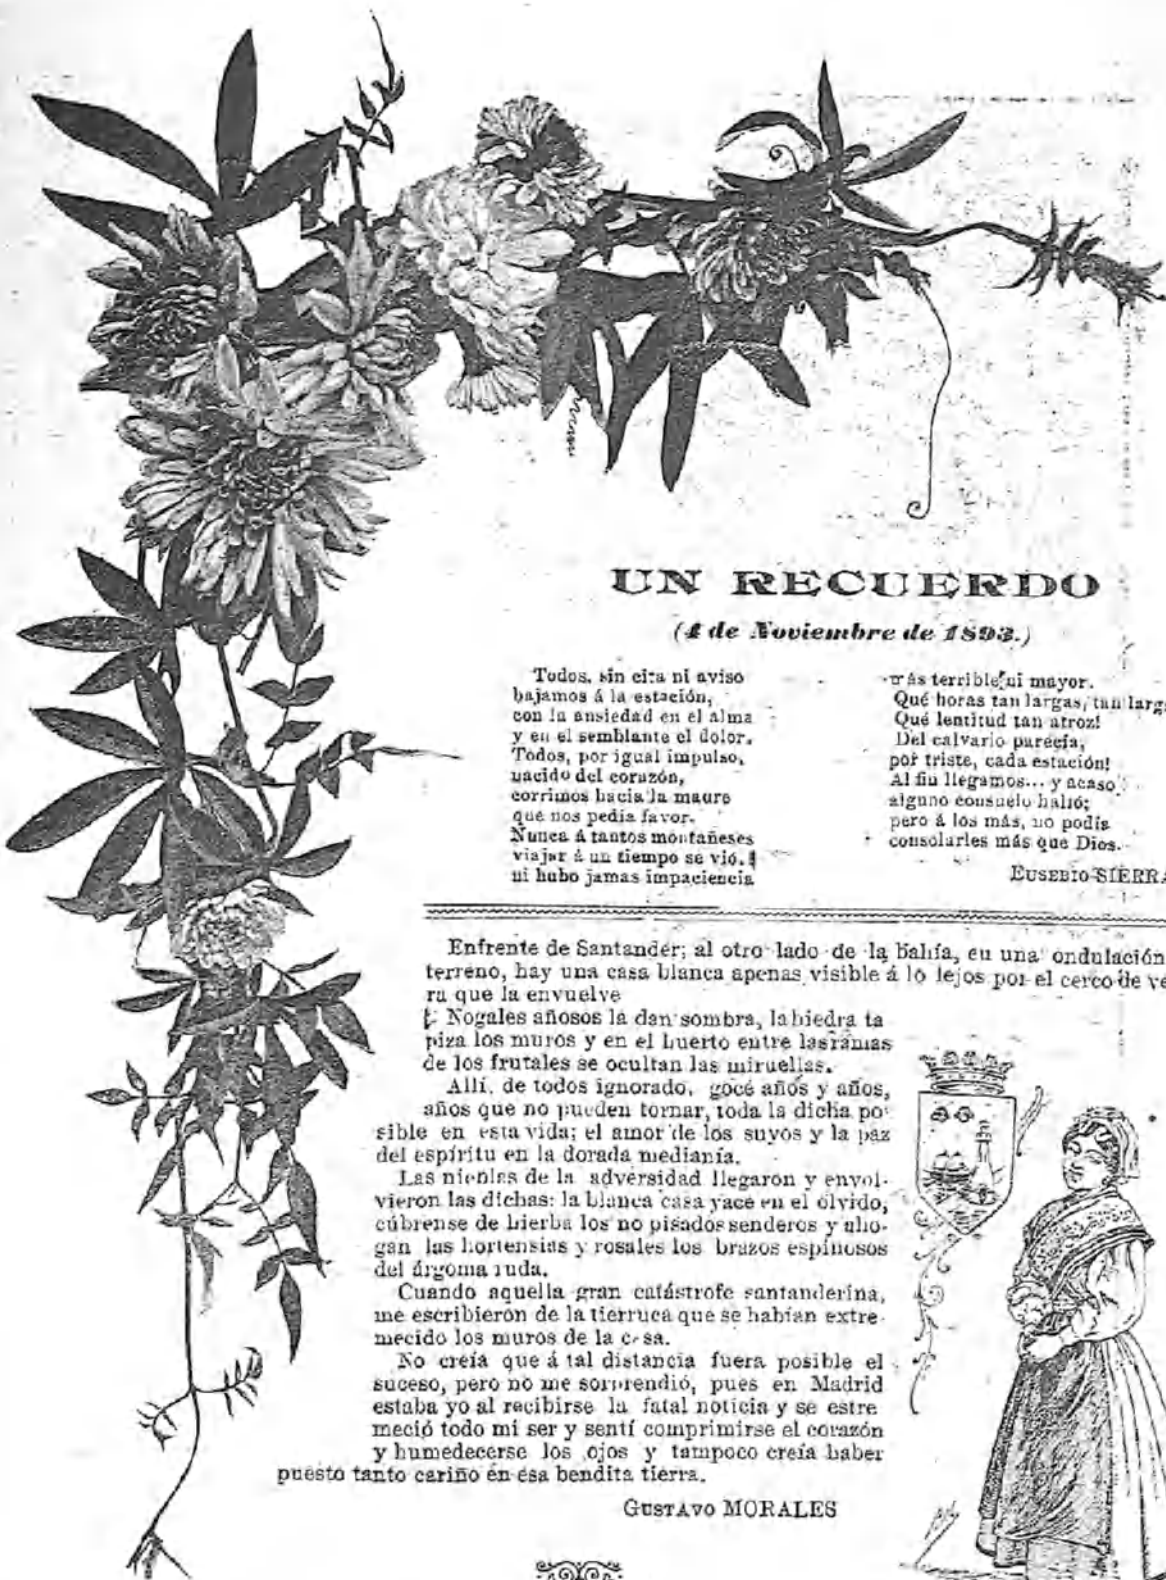 UN RECUERDO
(4 de Noviembre de 1893.)
Todos, sin cita ni aviso
bajamos á la estación,
con la ansiedad en el alma
y en el semblante el dolor.
Todos, por igual impulso,
nacido del corazón,
corrimos hacia la madre
que nos pedía favor.
Nunca á tantos montañeses
viajar á un tiempo se vió,
ni hubo jamas impaciencia
más terrible ni mayor.
Qué horas tan largas, tan larg
Qué lentitud tan atroz!
Del calvario parecía,
por triste, cada estación!
Al fin llegamos... y acaso
alguno consuelo halló;
pero á los más, no podía
consolarles más que Dios.
EUSEBIO SIERRA
Enfrente de Santander; al otro lado de la bahía, en una ondulación
terreno, hay una casa blanca apenas visible á lo lejos por el cerco de ve
ra que la envuelve
Nogales añosos la dan sombra, la hiedra ta
piza los muros y en el huerto entre las ramas
de los frutales se ocultan las miruellas.
Allí, de todos ignorado, gocé años y años,
años que no pueden tornar, toda la dicha po-
sible en esta vida; el amor de los suyos y la paz
del espíritu en la dorada medianía.
Las nieblas de la adversidad llegaron y envol-
vieron las dichas: la blanca casa yace en el olvido,
cúbrense de hierba los no pisados senderos y aho-
gan las hortensias y rosales los brazos espinosos
del árgoma ruda.
Cuando aquella gran catástrofe santanderina,
me escribieron de la tierruca que se habían extre-
mecido los muros de la casa.
No creía que á tal distancia fuera posible el
suceso, pero no me sorprendió, pues en Madrid
estaba yo al recibirse la fatal noticia y se estre
meció todo mi ser y sentí comprimirse el corazón
y humedecerse los ojos y tampoco creía haber
puesto tanto cariño en esa bendita tierra.
GUSTAVO MORALES